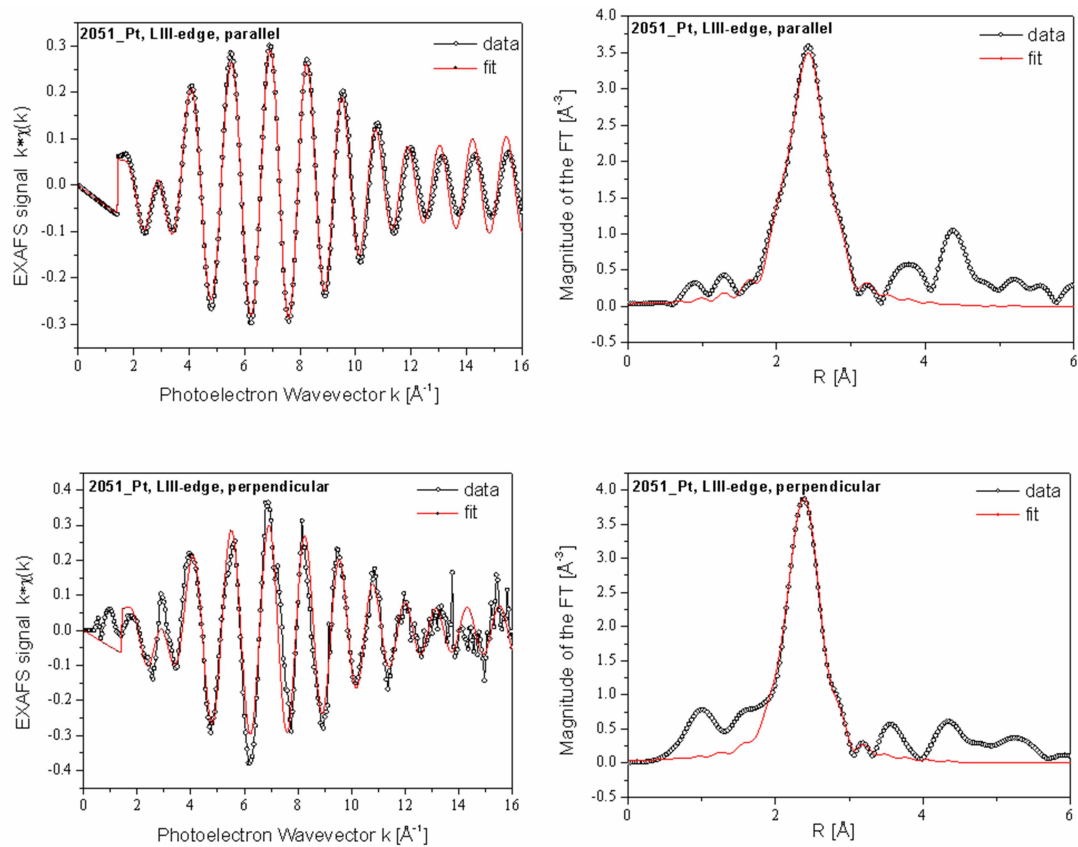 2051_Pt, LIII-edge, parallel
data
fit
EXAFS signal k*χ(k)
0.3
0.2
0.1
0.0
-0.1
-0.2
-0.3
0 2 4 6 8 10 12 14 16
Photoelectron Wavevector k [Å-1]
2051_Pt, LIII-edge, parallel
data
fit
Magnitude of the FT [Å-3]
4.0
3.5
3.0
2.5
2.0
1.5
1.0
0.5
0.0
-0.5
0 2 4 6
R [Å]
2051_Pt, LIII-edge, perpendicular
data
fit
EXAFS signal k*χ(k)
0.4
0.3
0.2
0.1
0.0
-0.1
-0.2
-0.3
-0.4
0 2 4 6 8 10 12 14 16
Photoelectron Wavevector k [Å-1]
2051_Pt, LIII-edge, perpendicular
data
fit
Magnitude of the FT [Å-3]
4.0
3.5
3.0
2.5
2.0
1.5
1.0
0.5
0.0
-0.5
0 2 4 6
R [Å]